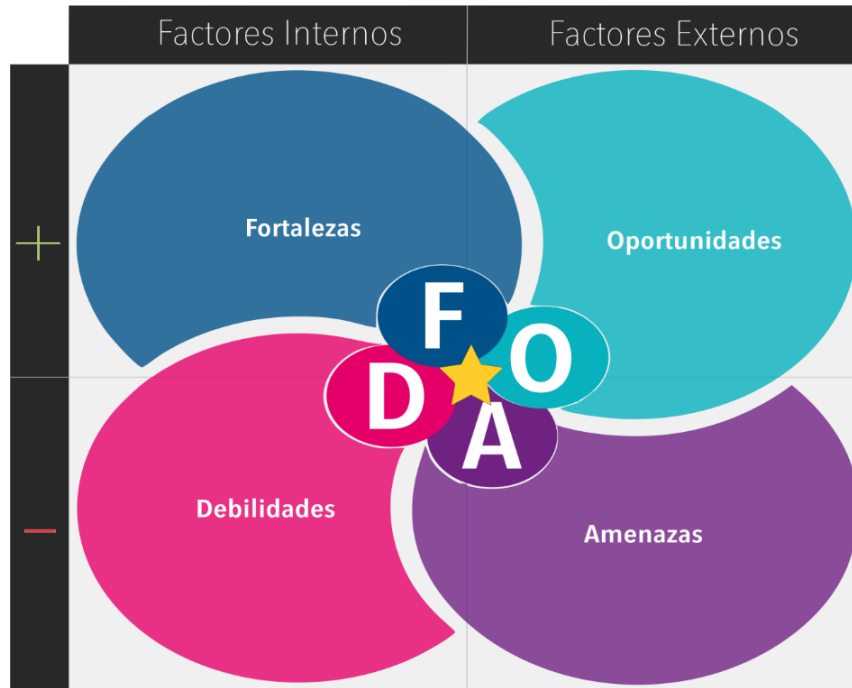 Factores Internos
Factores Externos
+
Fortalezas
Oportunidades
F
O
D
A
−
Debilidades
Amenazas